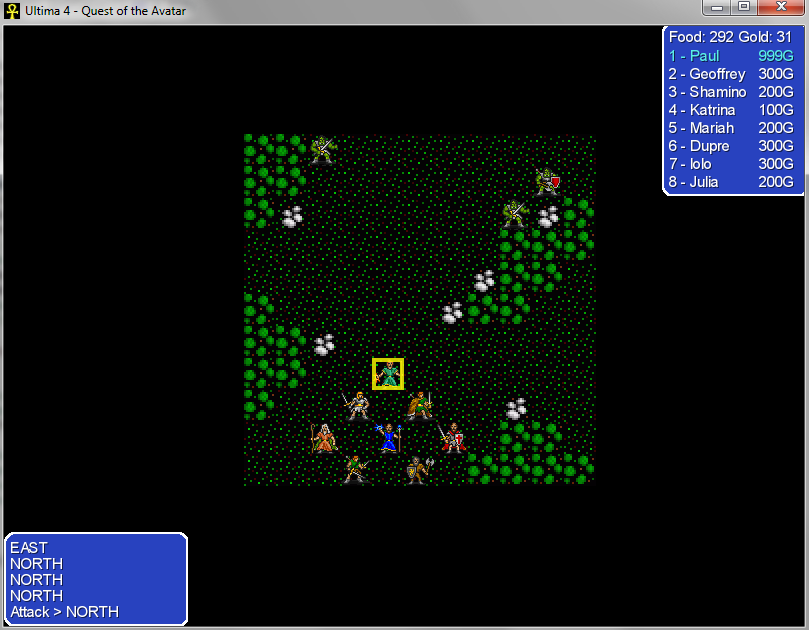 Ultima 4 - Quest of the Avatar
Food: 292 Gold: 31
1 - Paul 999G
2 - Geoffrey 300G
3 - Shamino 200G
4 - Katrina 100G
5 - Mariah 200G
6 - Dupre 300G
7 - Iolo 300G
8 - Julia 200G
EAST
NORTH
NORTH
NORTH
Attack > NORTH